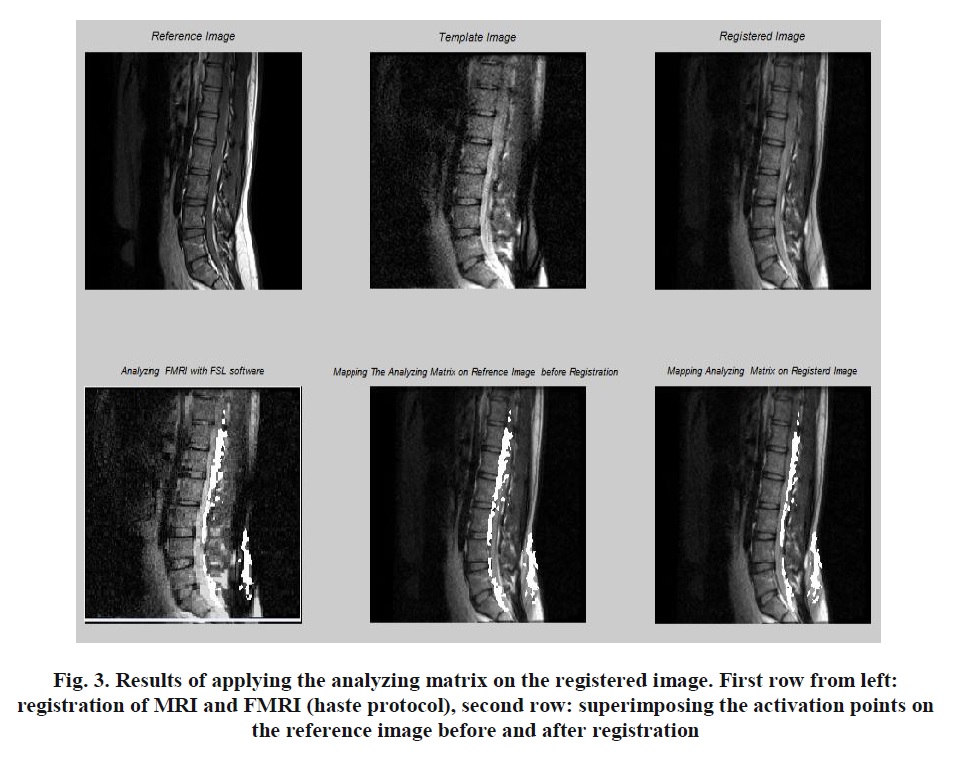 Reference Image
Template Image
Registered Image
Analyzing FMRI with FSL software
Mapping The Analyzing Matrix on Refrence Image before Registration
Mapping Analyzing Matrix on Registerd Image
Fig. 3. Results of applying the analyzing matrix on the registered image. First row from left:
registration of MRI and FMRI (haste protocol), second row: superimposing the activation points on
the reference image before and after registration